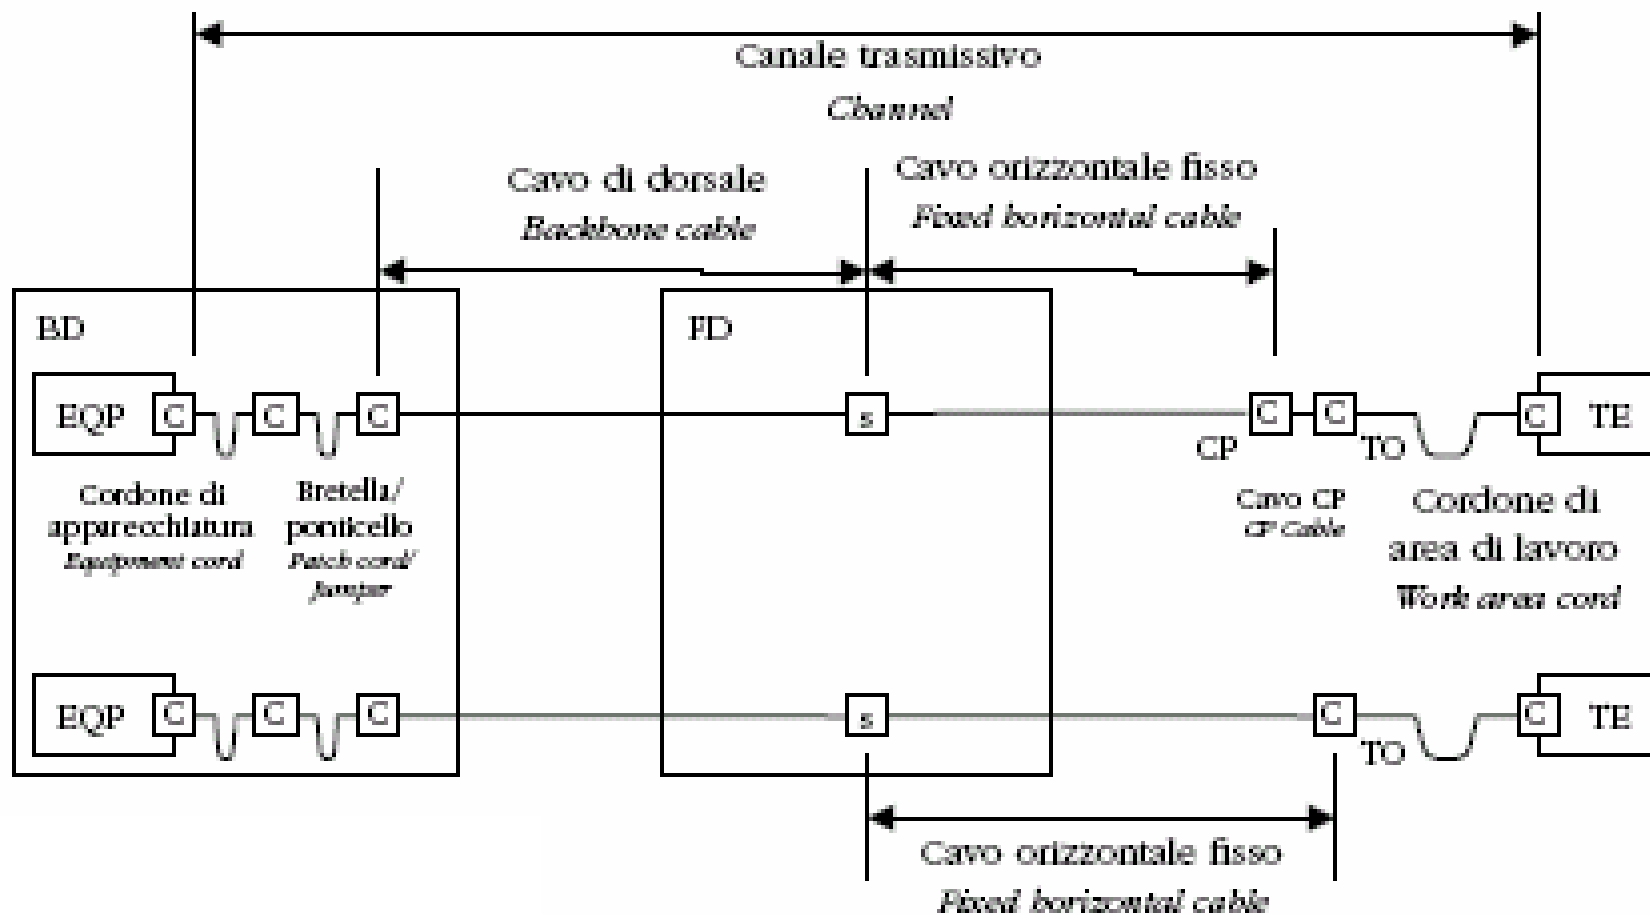 Canale trasmissivo
Channel
Cavo di dorsale
Backbone cable
Cavo orizzontale fisso
Fixed horizontal cable
BD
FD
EQP C C C s C C C TE
CP TO
Cordone di
apparecchiatura
Equipment cord
Bretella/
ponticello
Patch cord/
Jumper
Cavo CP
CP Cable
Cordone di
area di lavoro
Work area cord
EQP C C C s C C TE
TO
Cavo orizzontale fisso
Fixed horizontal cable